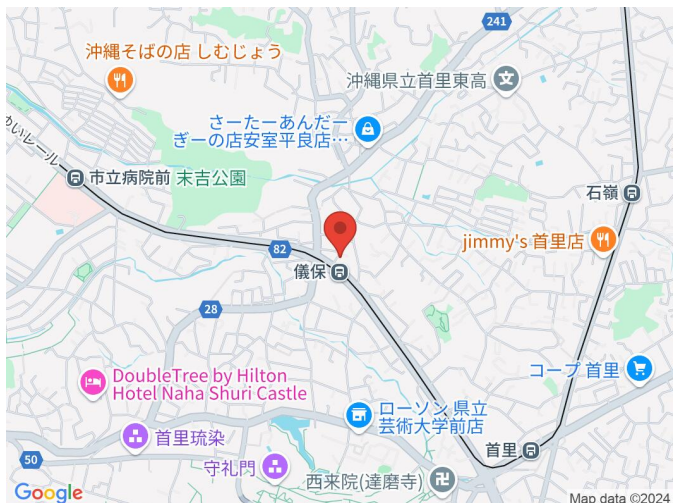 241
沖縄そばの店 しむじょう
沖縄県立首里東高
さーたーあんだー
ぎーの店安室平良店…
いレール
市立病院前
末吉公園
石嶺
jimmy's 首里店
82
儀保
28
コープ 首里
DoubleTree by Hilton
Hotel Naha Shuri Castle
ローソン 県立
芸術大学前店
首里琉染
首里
50
守礼門
西来院(達磨寺)
Google
Map data ©2024